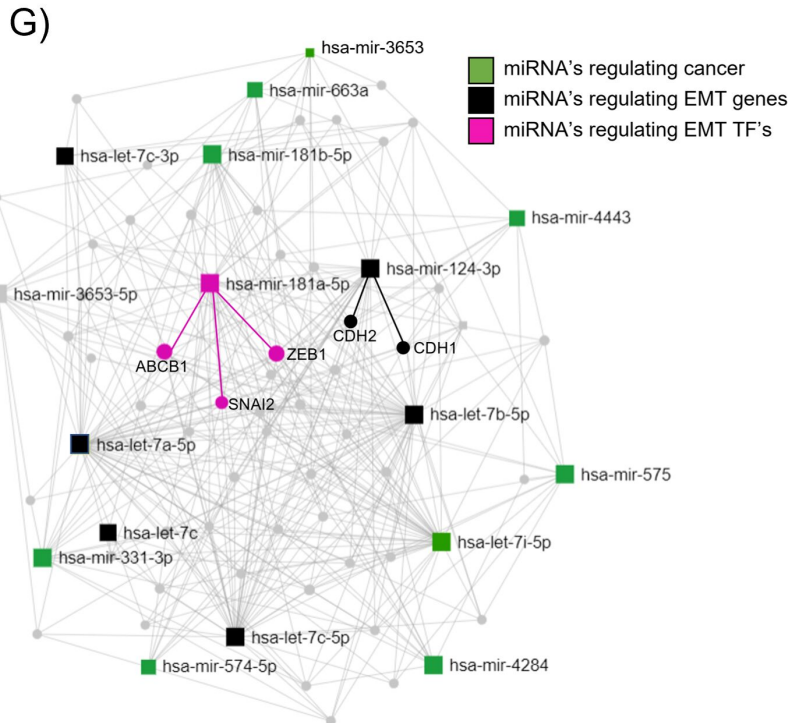 G)
hsa-mir-3653
miRNA's regulating cancer
hsa-mir-663a
miRNA's regulating EMT genes
miRNA's regulating EMT TF's
hsa-let-7c-3p
hsa-mir-181b-5p
hsa-mir-4443
hsa-mir-124-3p
hsa-mir-181a-5p
hsa-mir-3653-5p
CDH2
CDH1
ZEB1
ABCB1
SNAI2
hsa-let-7b-5p
hsa-let-7a-5p
hsa-mir-575
hsa-let-7c
hsa-let-7i-5p
hsa-mir-331-3p
hsa-let-7c-5p
hsa-mir-574-5p
hsa-mir-4284